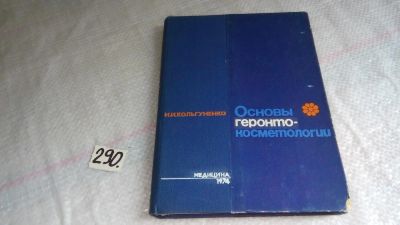 И.И.КОЛЬГУНЕНКО
Основы
геронто-
косметологии
МЕДИЦИНА
1974
290.